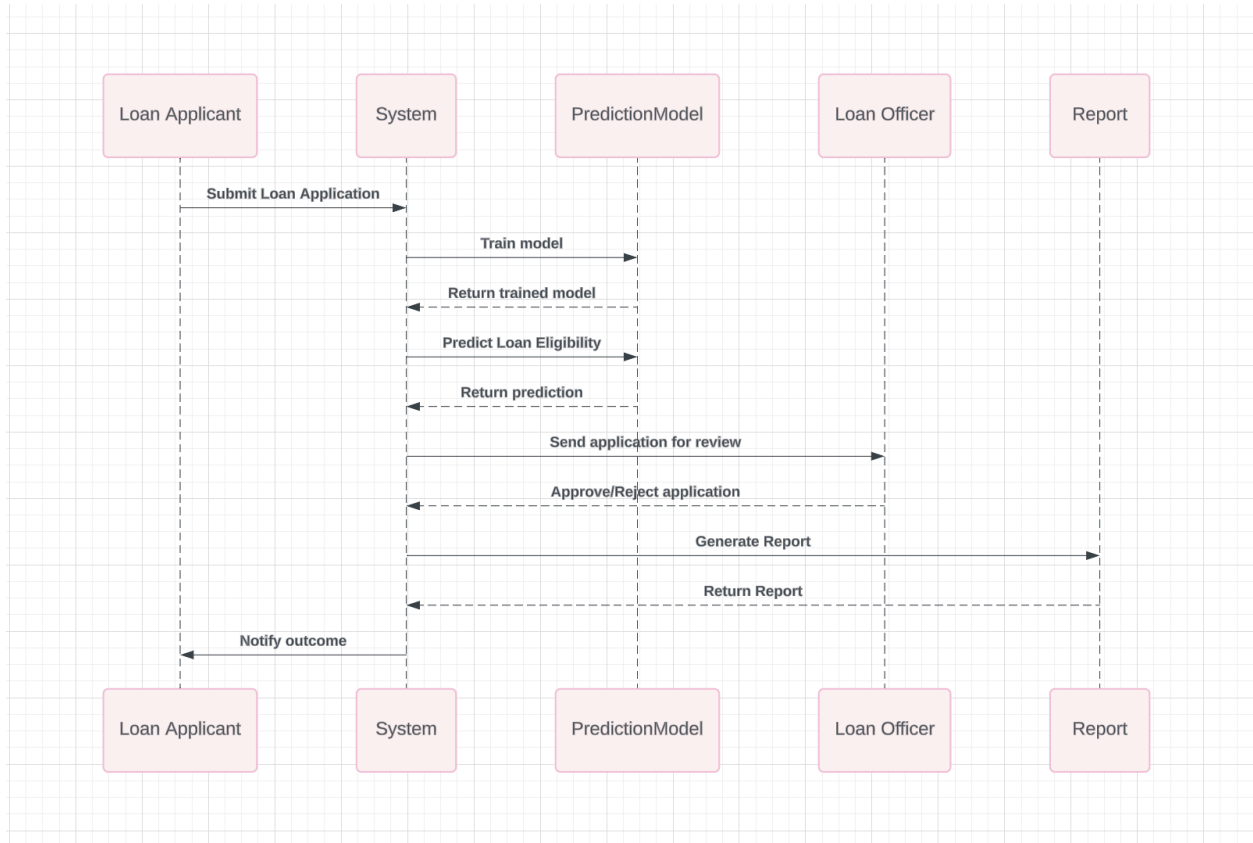 Loan Applicant
System
PredictionModel
Loan Officer
Report
Submit Loan Application
Train model
Return trained model
Predict Loan Eligibility
Return prediction
Send application for review
Approve/Reject application
Generate Report
Return Report
Notify outcome
Loan Applicant
System
PredictionModel
Loan Officer
Report